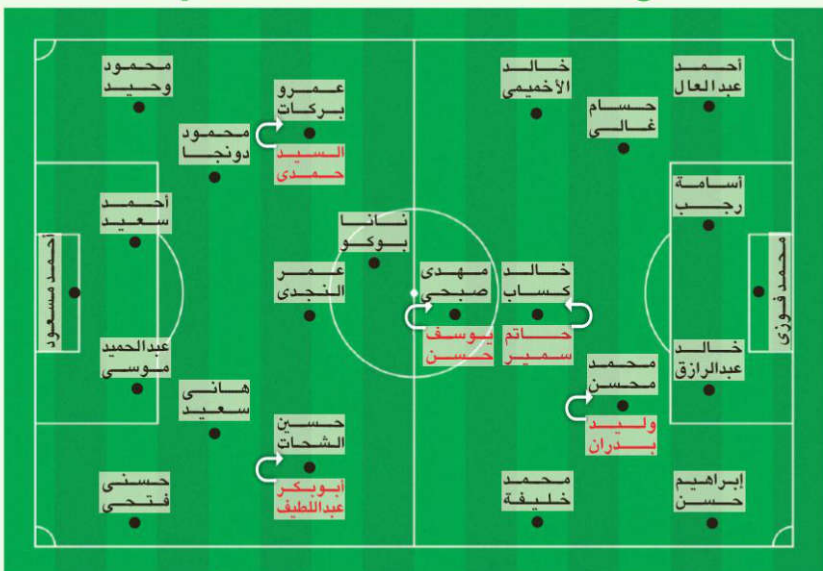 أحمد
عبدالعال
خالد
الأخميمى
حسام
غالى
أسامة
رجب
محمد فوزى
خالد
عبدالرازق
إبراهيم
حسن
محمد
محسن
وليد
بدران
محمد
خليفة
خالد
كساب
حاتم
سمير
مهدى
صبحى
يوسف
حسن
نانا
بوكو
عمرو
بركات
السيد
حمدى
عمر
النجدى
حسين
الشحات
أبوبكر
عبداللطيف
محمود
دونجا
هانى
سعيد
محمود
وحيد
أحمد
سعيد
عبدالحميد
موسى
حسنى
فتحى
أحمد مسعود